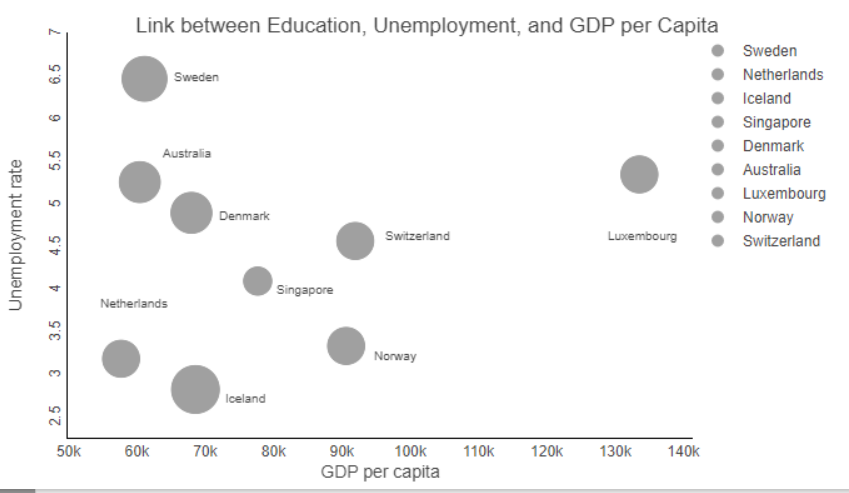 Link between Education, Unemployment, and GDP per Capita
Sweden
Netherlands
Iceland
Singapore
Denmark
Australia
Luxembourg
Norway
Switzerland
Unemployment rate
7
6.5
6
5.5
5
4.5
4
3.5
3
2.5
Sweden
Australia
Denmark
Switzerland
Luxembourg
Singapore
Netherlands
Norway
Iceland
50k 60k 70k 80k 90k 100k 110k 120k 130k 140k
GDP per capita